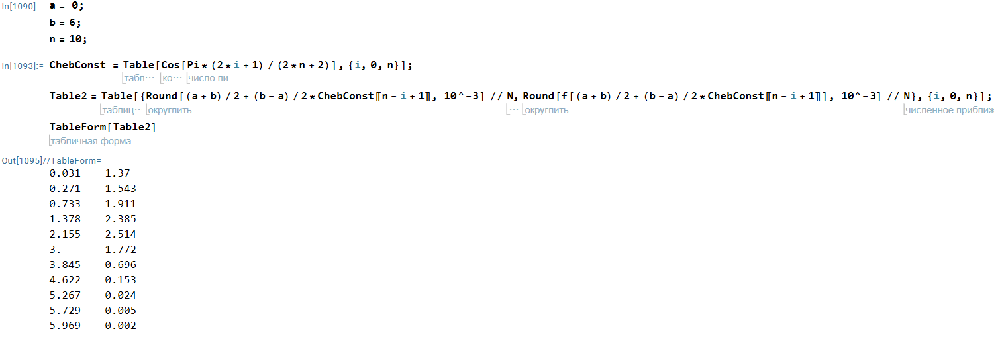 In[1090]:= a = 0;
b = 6;
n = 10;
In[1093]:= ChebConst = Table[Cos[Pi* (2*i + 1) / (2*n + 2)], {i, 0, n}];
табл⋯ ко⋯ число пи
Table2 = Table[{Round[(a + b) / 2 + (b - a) / 2*ChebConst〚n - i + 1〛, 10^-3] // N, Round[f[(a + b) / 2 + (b - a) / 2*ChebConst〚n - i + 1〛], 10^-3] // N}, {i, 0, n}];
таблиц⋯ округлить ⋯ округлить численное приближ
TableForm[Table2]
табличная форма
Out[1095]//TableForm=
0.031 1.37
0.271 1.543
0.733 1.911
1.378 2.385
2.155 2.514
3. 1.772
3.845 0.696
4.622 0.153
5.267 0.024
5.729 0.005
5.969 0.002